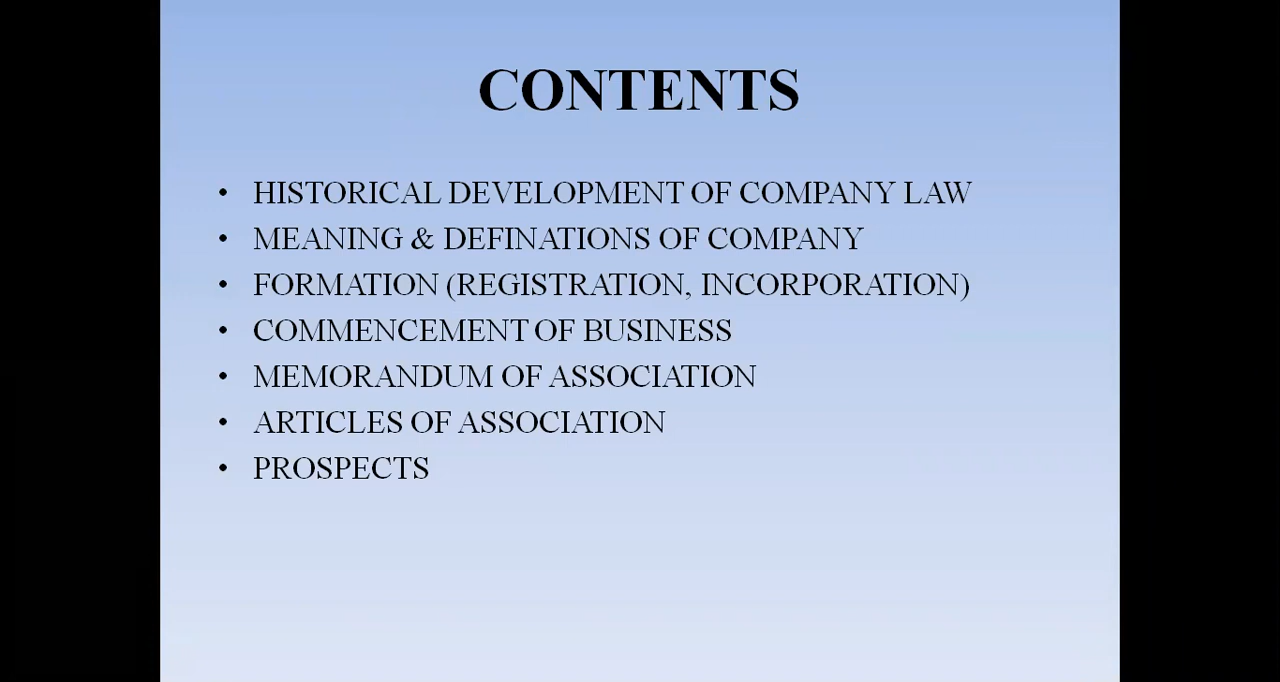 CONTENTS
• HISTORICAL DEVELOPMENT OF COMPANY LAW
• MEANING & DEFINATIONS OF COMPANY
• FORMATION (REGISTRATION, INCORPORATION)
• COMMENCEMENT OF BUSINESS
• MEMORANDUM OF ASSOCIATION
• ARTICLES OF ASSOCIATION
• PROSPECTS